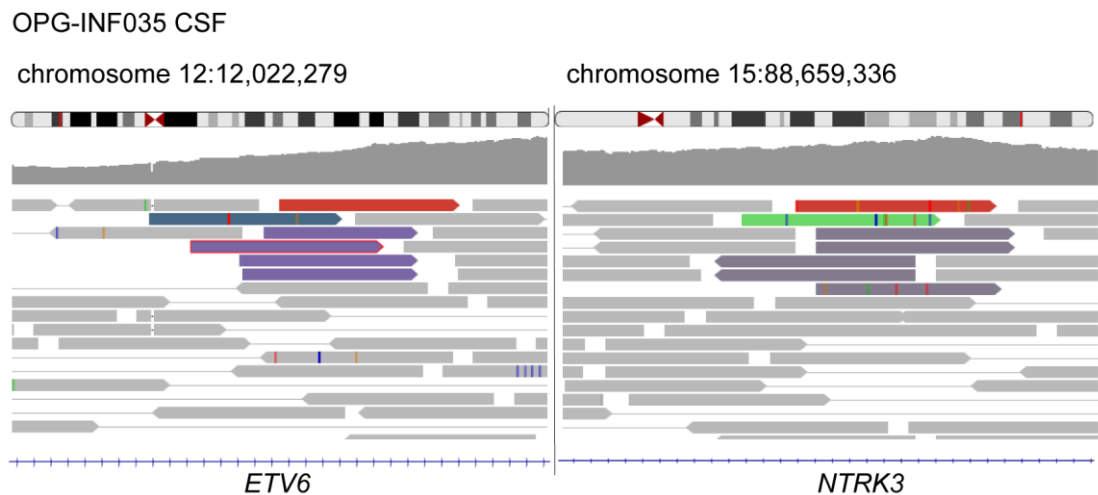 OPG-INF035 CSF
chromosome 12:12,022,279
chromosome 15:88,659,336
ETV6
NTRK3